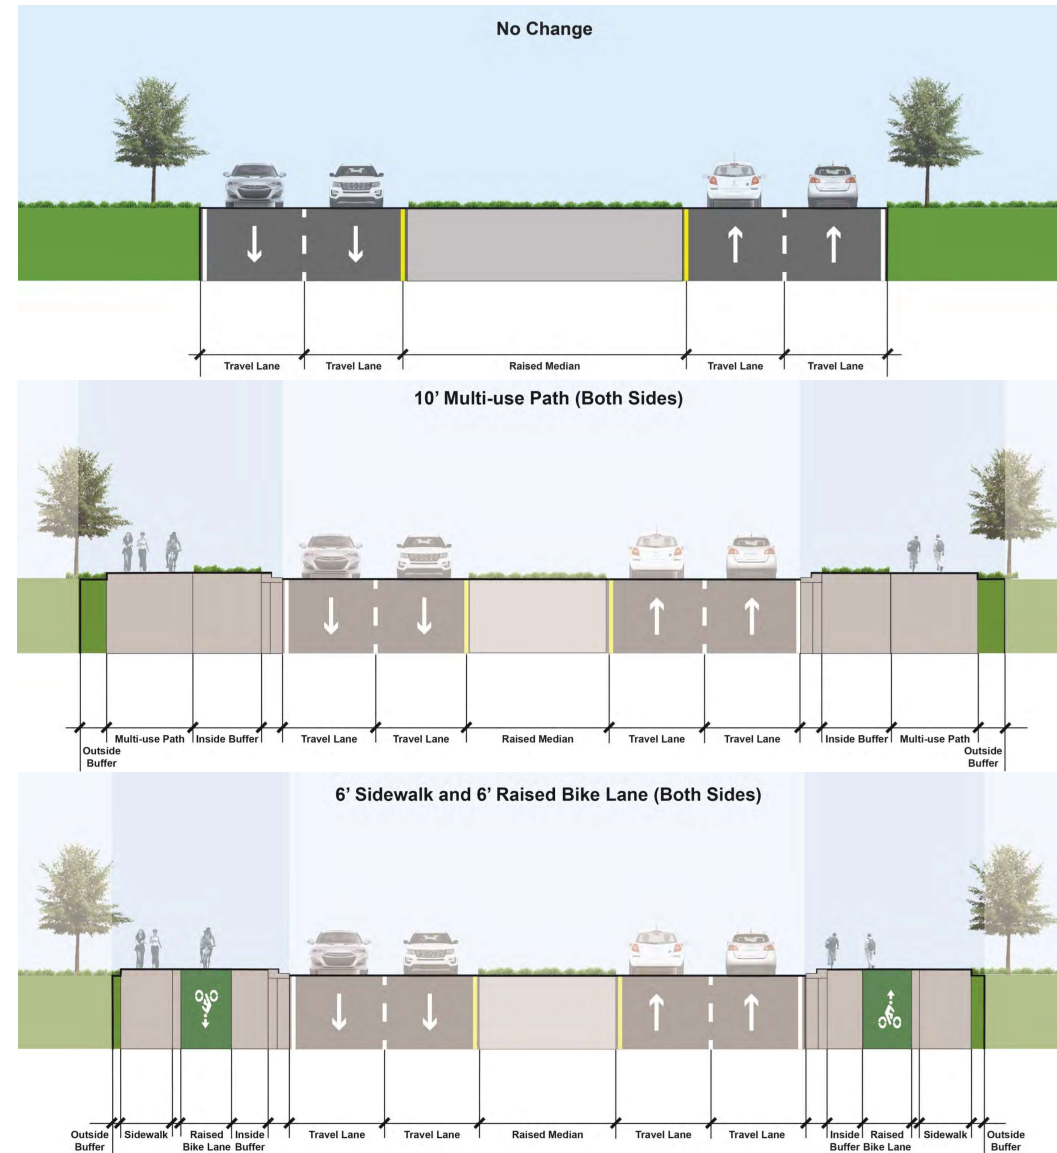 No Change
Travel Lane Travel Lane Raised Median Travel Lane Travel Lane
10’ Multi-use Path (Both Sides)
Multi-use Path Inside Buffer Travel Lane Travel Lane Raised Median Travel Lane Travel Lane Inside Buffer Multi-use Path
Outside Outside
Buffer Buffer
6’ Sidewalk and 6’ Raised Bike Lane (Both Sides)
Outside Sidewalk Raised Inside Travel Lane Travel Lane Raised Median Travel Lane Travel Lane Inside Raised Sidewalk Outside
Buffer Bike Lane Buffer Buffer Bike Lane Buffer